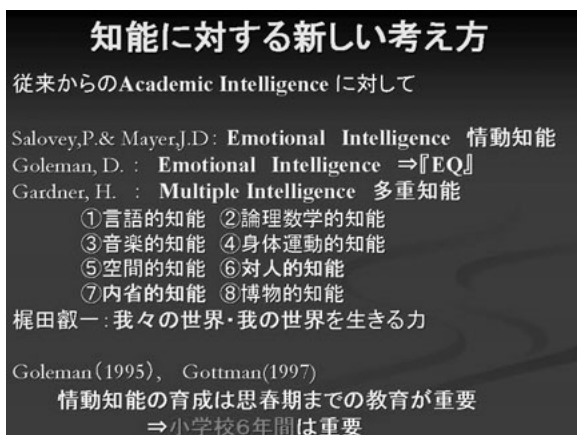 知能に対する新しい考え方
従来からのAcademic Intelligence に対して
Salovey,P.& Mayer,J.D: Emotional Intelligence 情動知能
Goleman, D. : Emotional Intelligence ⇒『EQ』
Gardner, H. : Multiple Intelligence 多重知能
①言語的知能 ②論理数学的知能
③音楽的知能 ④身体運動的知能
⑤空間的知能 ⑥対人的知能
⑦内省的知能 ⑧博物的知能
梶田叡一:我々の世界・我の世界を生きる力
Goleman(1995), Gottman(1997)
情動知能の育成は思春期までの教育が重要
⇒小学校6年間は重要